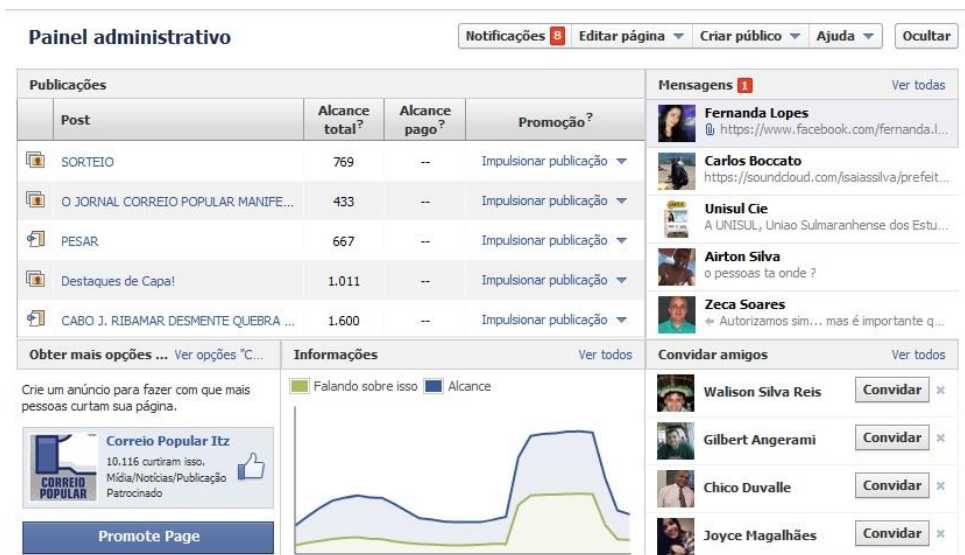 Painel administrativo
Notificações 8 Editar página Criar público Ajuda Ocultar
Publicações
Post Alcance total? Alcance pago? Promoção?
SORTEIO 769 -- Impulsionar publicação
O JORNAL CORREIO POPULAR MANIFE... 433 -- Impulsionar publicação
PESAR 667 -- Impulsionar publicação
Destaques de Capa! 1.011 -- Impulsionar publicação
CABO J. RIBAMAR DESMENTE QUEBRA ... 1.600 -- Impulsionar publicação
Mensagens 1 Ver todas
Fernanda Lopes
https://www.facebook.com/fernanda.l...
Carlos Boccato
https://soundcloud.com/isaiassilva/prefeit...
Unisul Cie
A UNISUL, Uniao Sulmaranhense dos Estu...
Airton Silva
o pessoas ta onde ?
Zeca Soares
Autorizamos sim... mas é importante q...
Obter mais opções ... Ver opções "C...
Crie um anúncio para fazer com que mais
pessoas curtam sua página.
CORREIO
POPULAR
Correio Popular Itz
10.116 curtiram isso.
Mídia/Notícias/Publicação
Patrocinado
Promote Page
Informações Ver todos
Falando sobre isso Alcance
Convidar amigos Ver todos
Walison Silva Reis Convidar
Gilbert Angerami Convidar
Chico Duvalle Convidar
Joyce Magalhães Convidar